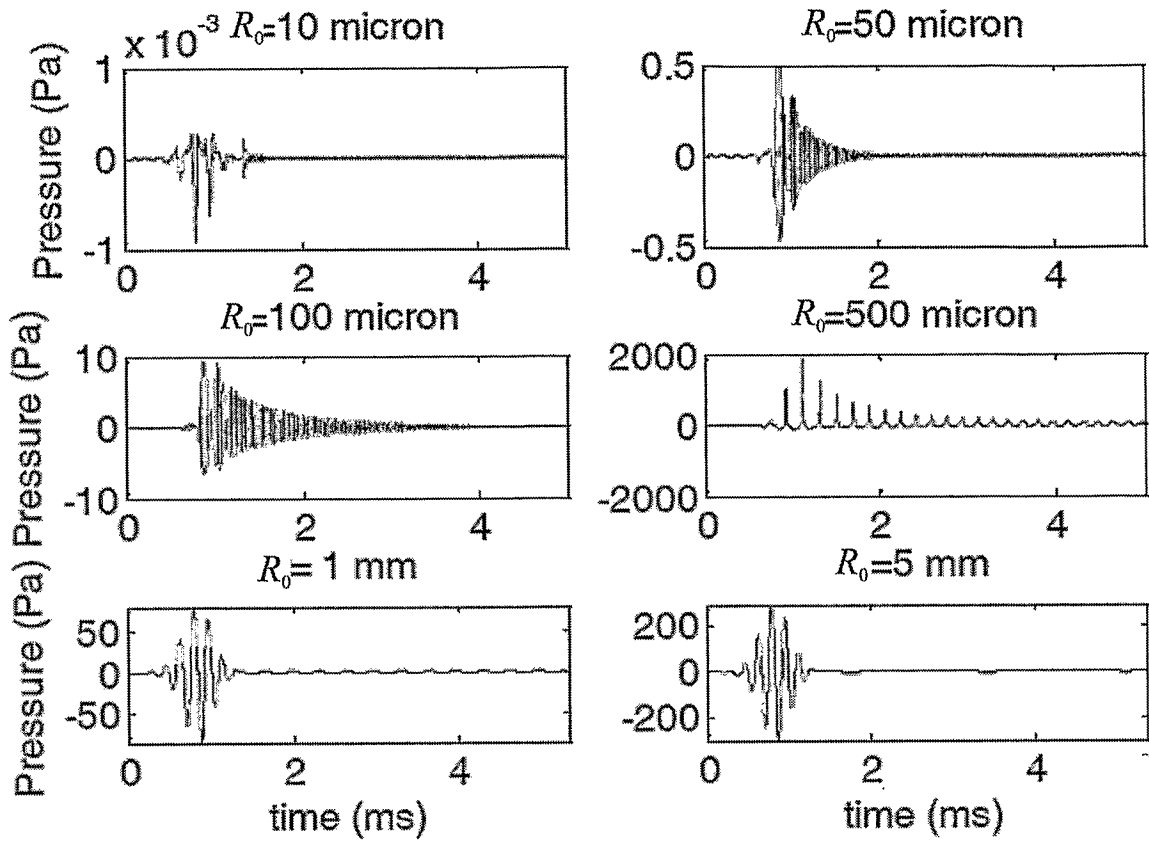 x 10⁻³ R₀=10 micron
R₀=50 micron
Pressure (Pa)
1
0
-1
0 2 4
0.5
0
-0.5
0 2 4
R₀=100 micron
R₀=500 micron
Pressure (Pa)
10
0
-10
0 2 4
2000
0
-2000
0 2 4
R₀= 1 mm
R₀=5 mm
Pressure (Pa)
50
0
-50
0 2 4
time (ms)
200
0
-200
0 2 4
time (ms)